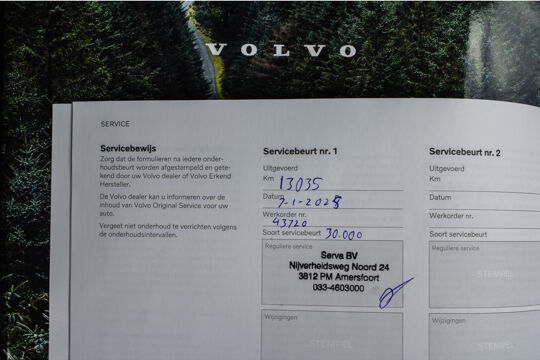 VOLVO
SERVICE
Servicebewijs
Zorg dat de formulieren na iedere onder-
houdsbeurt worden afgestempeld en gete-
kend door uw Volvo dealer of Volvo Erkend
Hersteller.
De Volvo dealer kan u informeren over de
inhoud van Volvo Original Service voor uw
auto.
Vergeet niet onderhoud te verrichten volgens
de onderhoudsintervallen.
Servicebeurt nr. 1
Uitgevoerd
Km 13035
Datum 7-1-2025
Werkorder nr.
43720
Soort servicebeurt 30.000
Reguliere service
Serva BV
Nijverheidsweg Noord 24
3812 PM Amersfoort
033-4603000
Wijzigingen
STEMPEL
Servicebeurt nr. 2
Uitgevoerd
Km
Datum
Werkorder nr.
Soort servicebeurt
Reguliere service
STEMPEL
Wijzigingen
STEMPEL